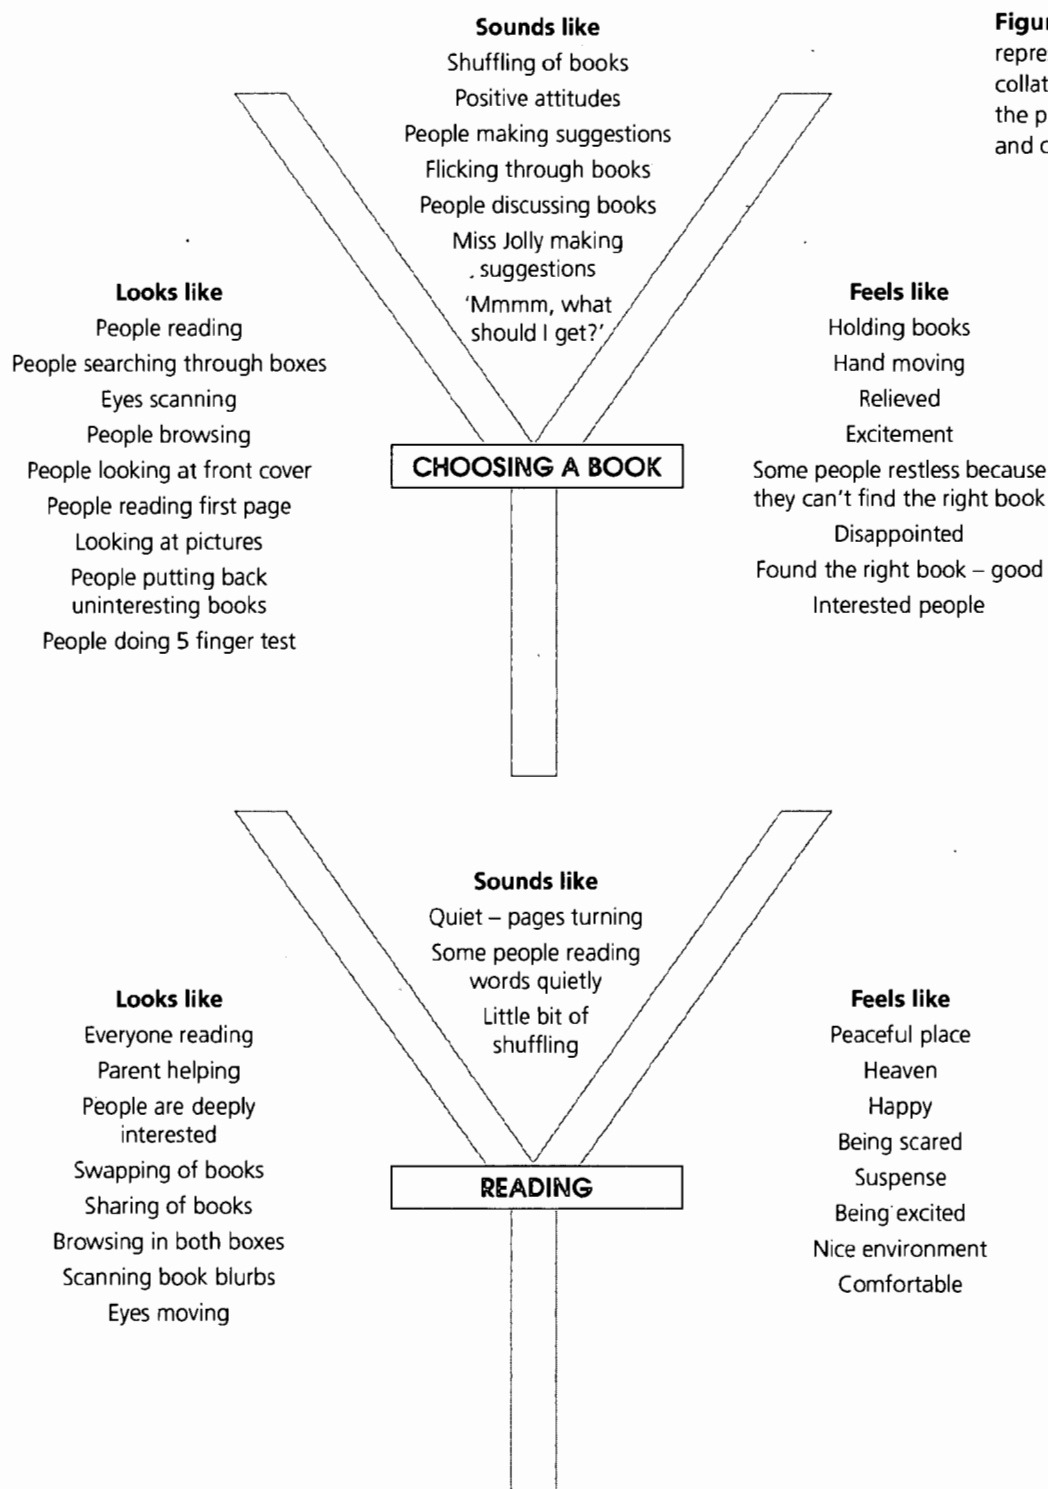 Sounds like
Shuffling of books
Positive attitudes
People making suggestions
Flicking through books
People discussing books
Miss Jolly making
suggestions
'Mmmm, what
should I get?'
Looks like
People reading
People searching through boxes
Eyes scanning
People browsing
People looking at front cover
People reading first page
Looking at pictures
People putting back
uninteresting books
People doing 5 finger test
Feels like
Holding books
Hand moving
Relieved
Excitement
Some people restless because
they can't find the right book
Disappointed
Found the right book – good
Interested people
CHOOSING A BOOK
the p
and
Sounds like
Quiet – pages turning
Some people reading
words quietly
Little bit of
shuffling
Looks like
Everyone reading
Parent helping
People are deeply
interested
Swapping of books
Sharing of books
Browsing in both boxes
Scanning book blurbs
Eyes moving
Feels like
Peaceful place
Heaven
Happy
Being scared
Suspense
Being excited
Nice environment
Comfortable
READING